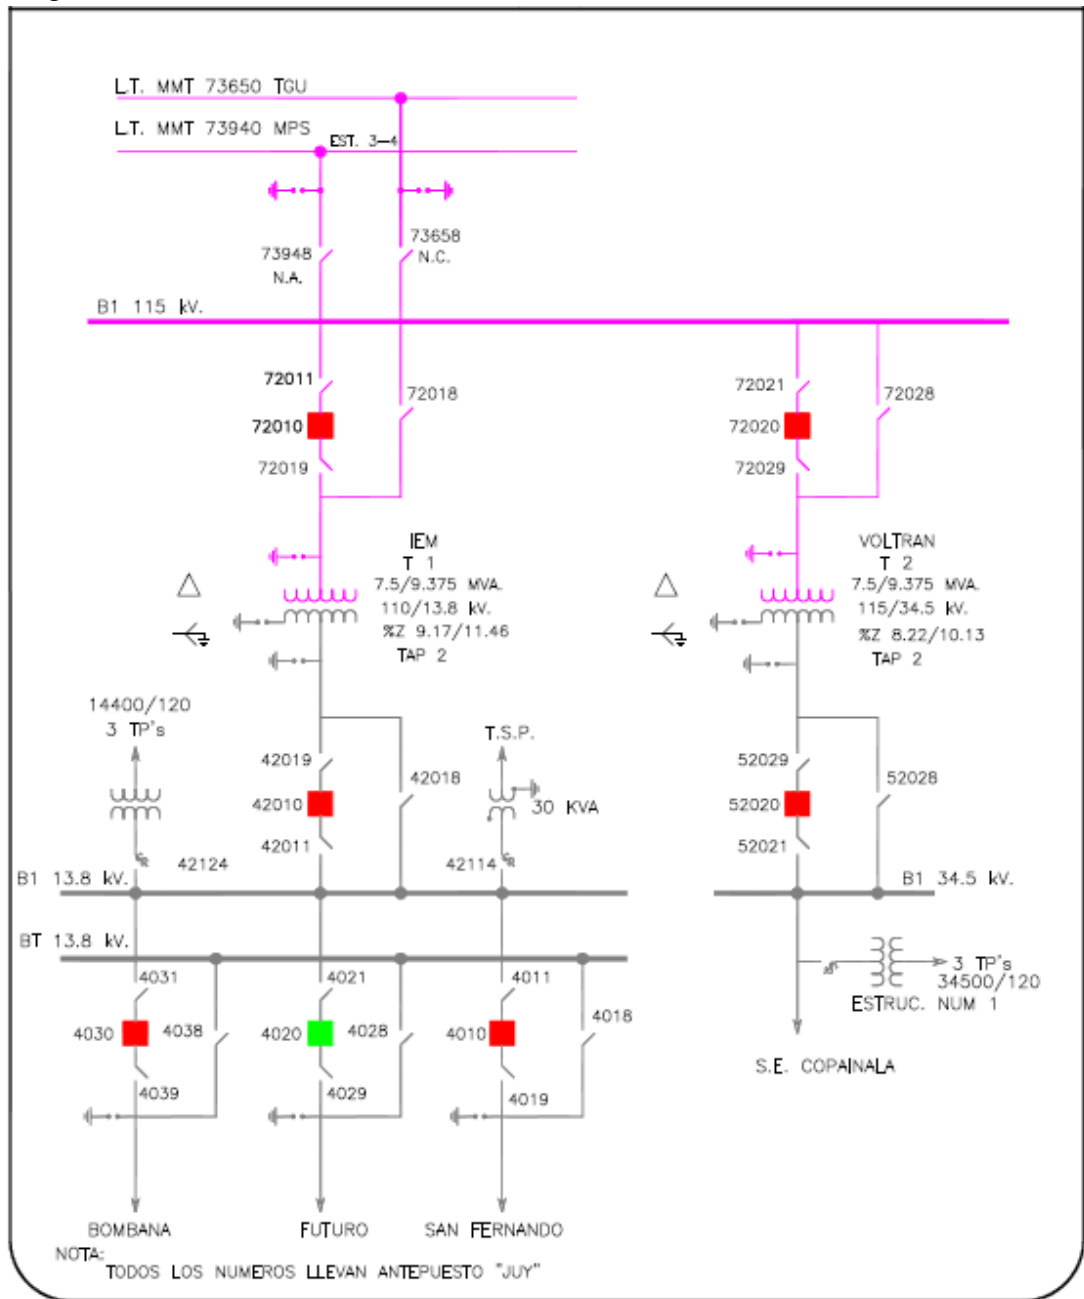 L.T. MMT 73650 TGU
L.T. MMT 73940 MPS
EST. 3-4
73948
N.A.
73658
N.C.
B1 115 kV.
72011
72010
72019
72018
72021
72020
72029
72028
IEM
T 1
7.5/9.375 MVA.
110/13.8 kV.
%Z 9.17/11.46
TAP 2
VOLTRAN
T 2
7.5/9.375 MVA.
115/34.5 kV.
%Z 8.22/10.13
TAP 2
14400/120
3 TP's
42124
42019
42010
42011
42018
T.S.P.
30 KVA
42114
52029
52020
52021
52028
B1 13.8 kV.
B1 34.5 kV.
BT 13.8 kV.
4031
4030
4039
4038
4021
4020
4029
4028
4011
4010
4019
4018
3 TP's
34500/120
ESTRUC. NUM 1
S.E. COPAINALA
BOMBANA
FUTURO
SAN FERNANDO
NOTA:
TODOS LOS NUMEROS LLEVAN ANTEPUESTO "JUY"